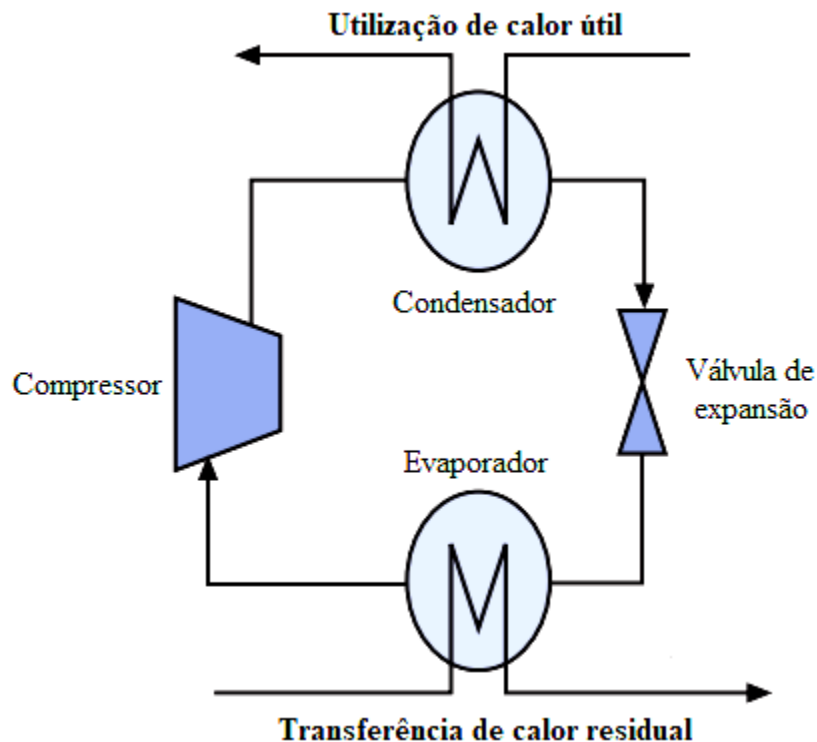 Utilização de calor útil
Condensador
Compressor
Válvula de
expansão
Evaporador
Transferência de calor residual